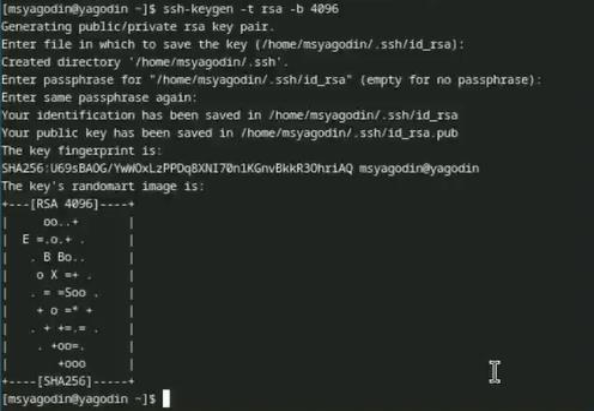 [msyagodin@yagodin ~]$ ssh-keygen -t rsa -b 4096
Generating public/private rsa key pair.
Enter file in which to save the key (/home/msyagodin/.ssh/id_rsa):
Created directory '/home/msyagodin/.ssh'.
Enter passphrase for "/home/msyagodin/.ssh/id_rsa" (empty for no passphrase):
Enter same passphrase again:
Your identification has been saved in /home/msyagodin/.ssh/id_rsa
Your public key has been saved in /home/msyagodin/.ssh/id_rsa.pub
The key fingerprint is:
SHA256:U69sBAOG/YwWOxLzPPDq8XNI70n1KGnvBkkR3OhriAQ msyagodin@yagodin
The key's randomart image is:
+---[RSA 4096]----+
|     oo..+       |
|  E =.o.+ .      |
|   . B Bo..      |
|    o X =+ .     |
|   . = =Soo .    |
|    + o =* +     |
|   . + +=.= .    |
|    . +oo=.      |
|       +ooo      |
+----[SHA256]-----+
[msyagodin@yagodin ~]$